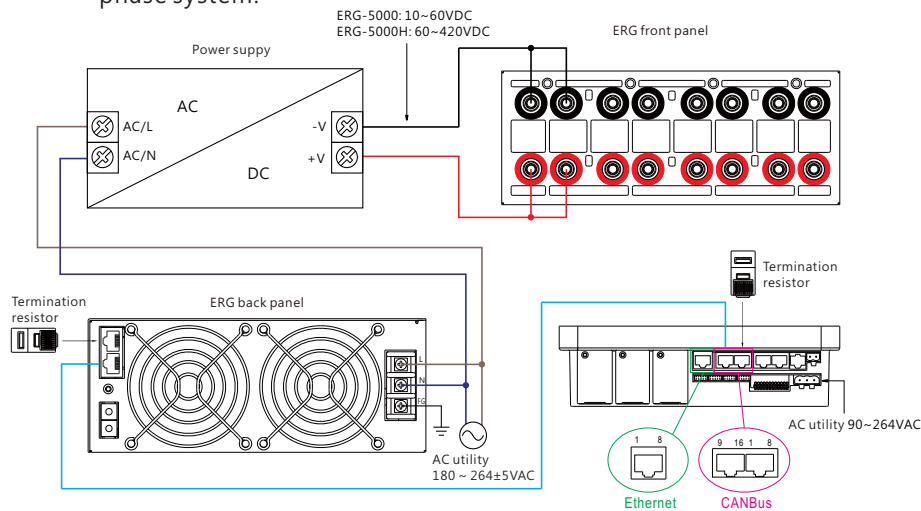 phase system.
ERG-5000: 10~60VDC
ERG-5000H: 60~420VDC
Power suppy
ERG front panel
AC
AC/L
-V
AC/N
+V
DC
Termination
resistor
ERG back panel
Termination
resistor
L
N
FG
AC utility
180 ~ 264±5VAC
AC utility 90~264VAC
1 8
9 16 1 8
Ethernet
CANBus